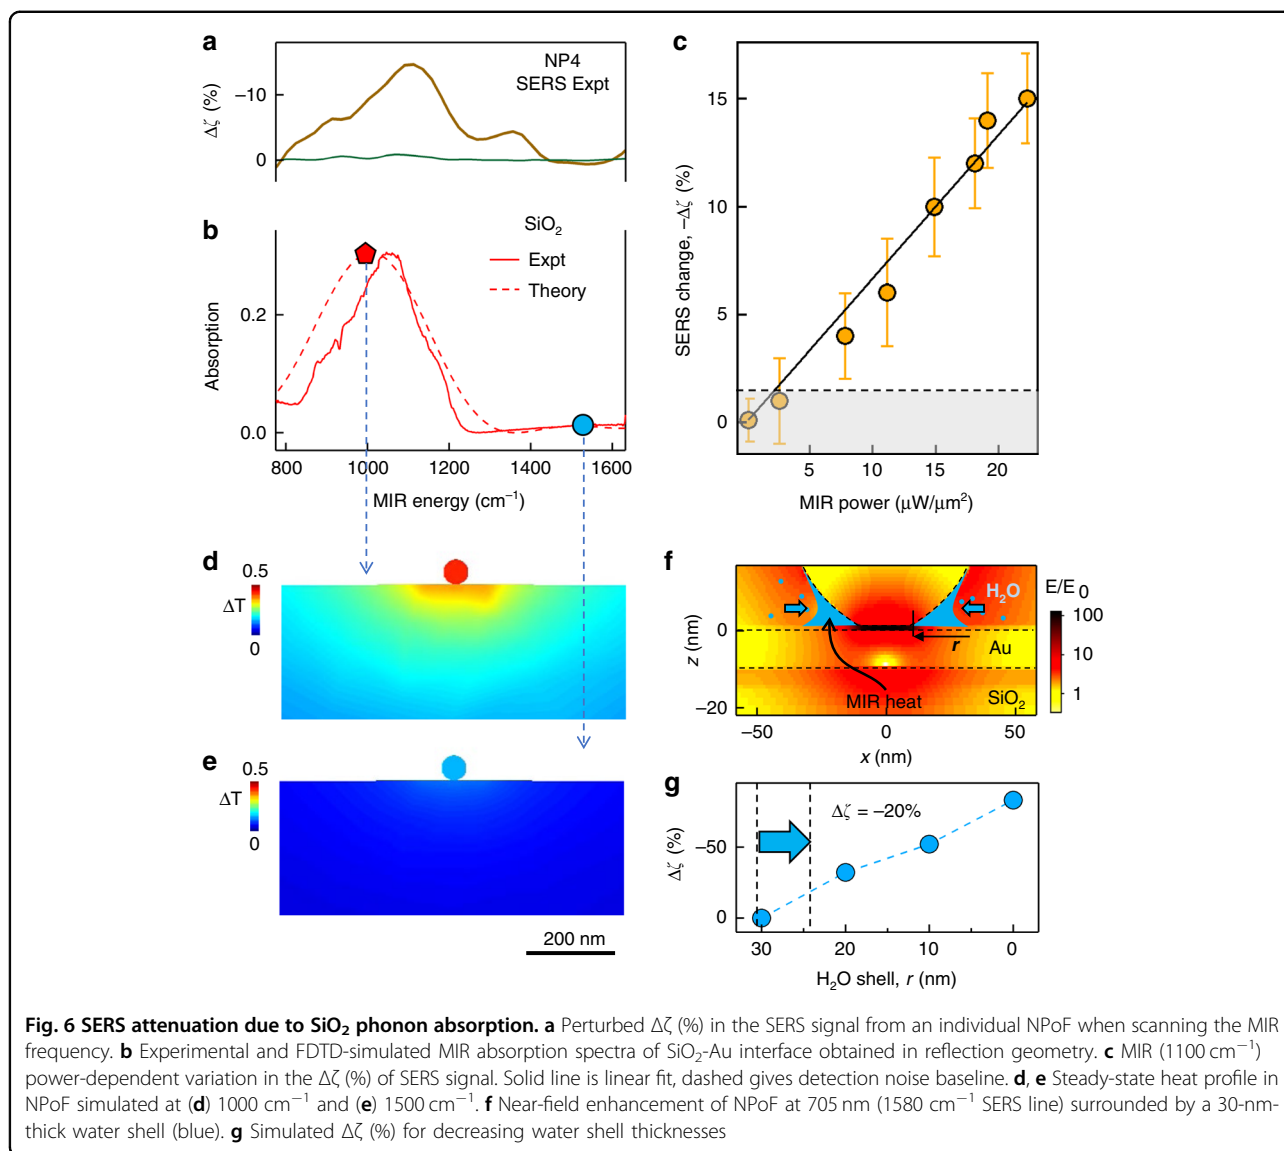 a
NP4
SERS Expt
Δζ (%)
−10
0
b
SiO2
Expt
Theory
Absorption
0.2
0.0
800 1000 1200 1400 1600
MIR energy (cm−1)
c
SERS change, −Δζ (%)
15
10
5
0
5 10 15 20
MIR power (μW/μm2)
d
0.5
ΔT
0
e
0.5
ΔT
0
200 nm
f
H2O
E/E0
100
10
1
r
Au
MIR heat
SiO2
z (nm)
0
−20
−50 0 50
x (nm)
g
Δζ = −20%
Δζ (%)
−50
0
30 20 10 0
H2O shell, r (nm)
Fig. 6 SERS attenuation due to SiO2 phonon absorption. a Perturbed Δζ (%) in the SERS signal from an individual NPoF when scanning the MIR
frequency. b Experimental and FDTD-simulated MIR absorption spectra of SiO2-Au interface obtained in reflection geometry. c MIR (1100 cm−1)
power-dependent variation in the Δζ (%) of SERS signal. Solid line is linear fit, dashed gives detection noise baseline. d, e Steady-state heat profile in
NPoF simulated at (d) 1000 cm−1 and (e) 1500 cm−1. f Near-field enhancement of NPoF at 705 nm (1580 cm−1 SERS line) surrounded by a 30-nm-
thick water shell (blue). g Simulated Δζ (%) for decreasing water shell thicknesses